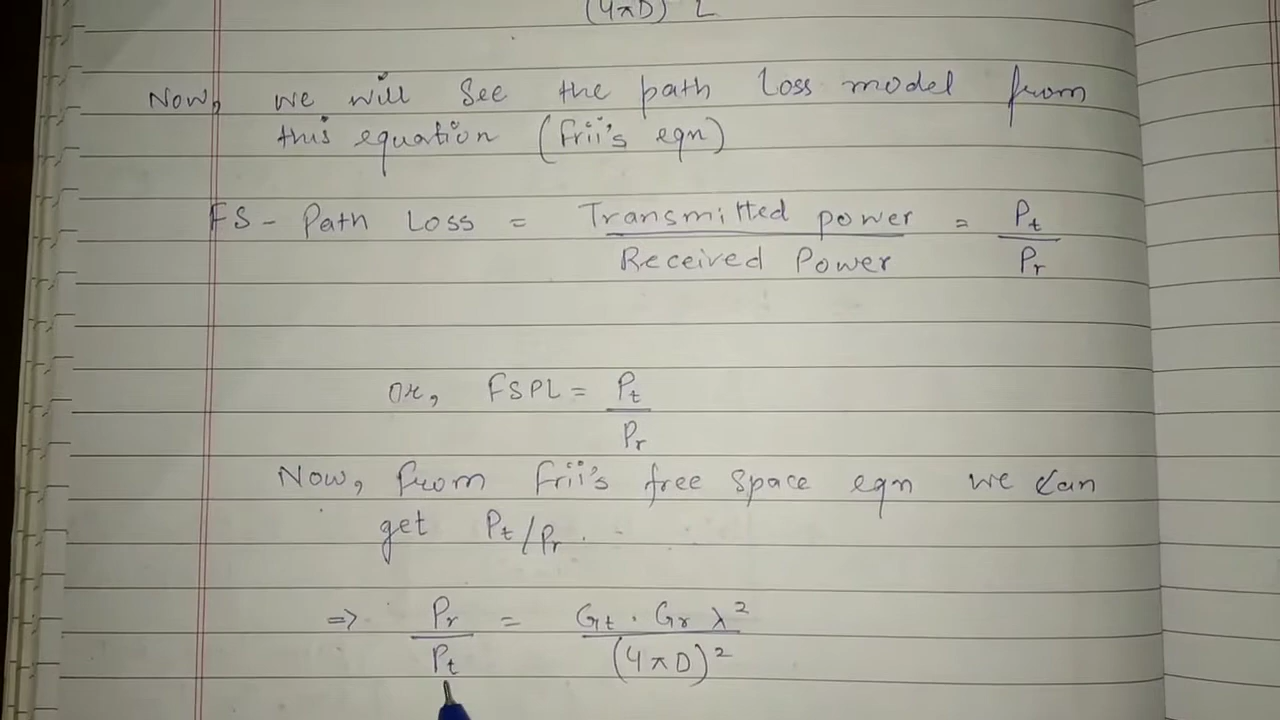 (4πD)² L
Now, we will see the path loss model from
this equation (Frii's eqn)
FS - Path Loss = Transmitted power / Received Power = Pt / Pr
or, FSPL = Pt / Pr
Now, from Frii's free space eqn we can
get Pt/Pr.
=> Pr / Pt = Gt . Gr λ² / (4πD)²